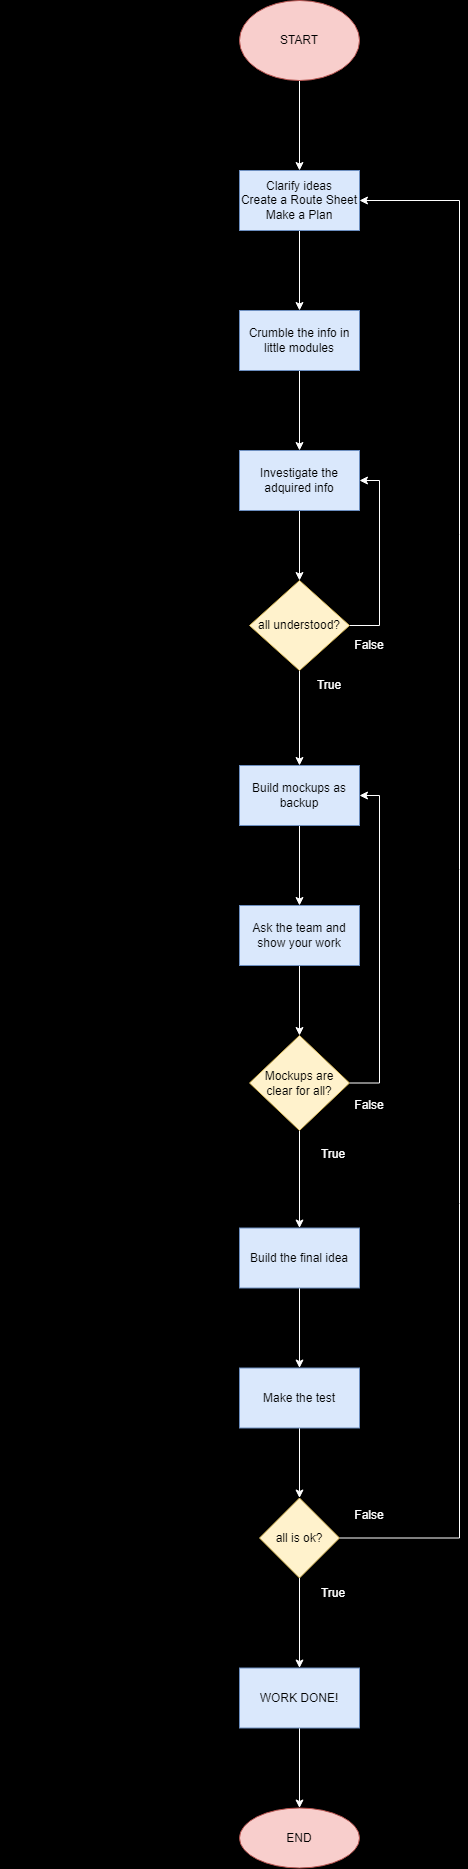 START
Clarify ideas
Create a Route Sheet
Make a Plan
Crumble the info in
little modules
Investigate the
adquired info
all understood?
False
True
Build mockups as
backup
Ask the team and
show your work
Mockups are
clear for all?
False
True
Build the final idea
Make the test
False
all is ok?
True
WORK DONE!
END